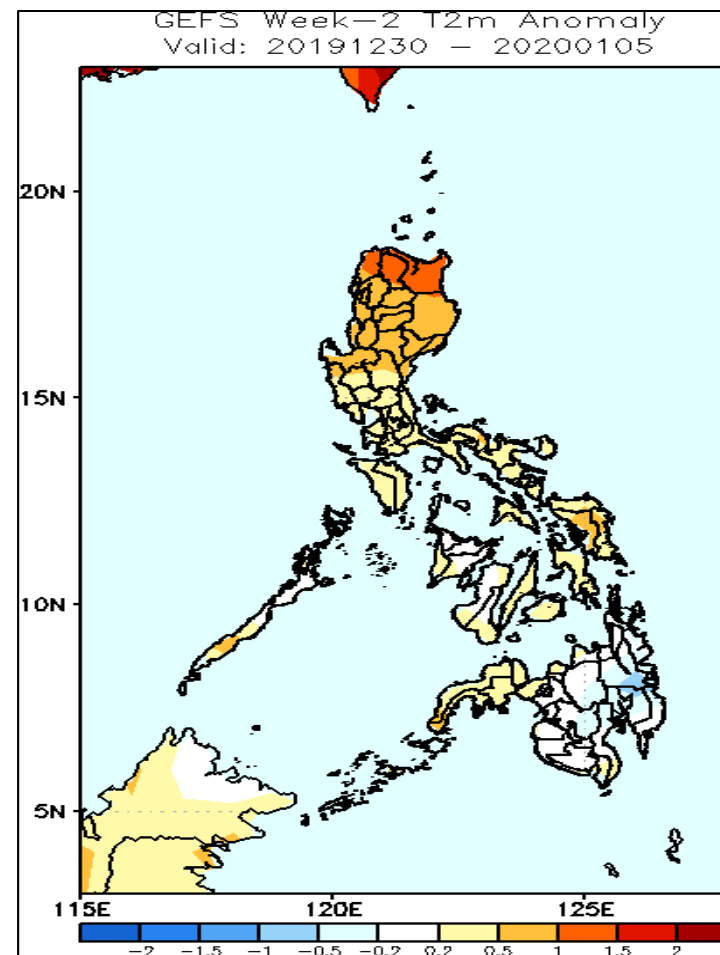 GEFS Week-2 T2m Anomaly
Valid: 20191230 - 20200105
20N
15N
10N
5N
115E 120E 125E
-2 -1.5 -1 -0.5 -0.2 0.2 0.5 1 1.5 2